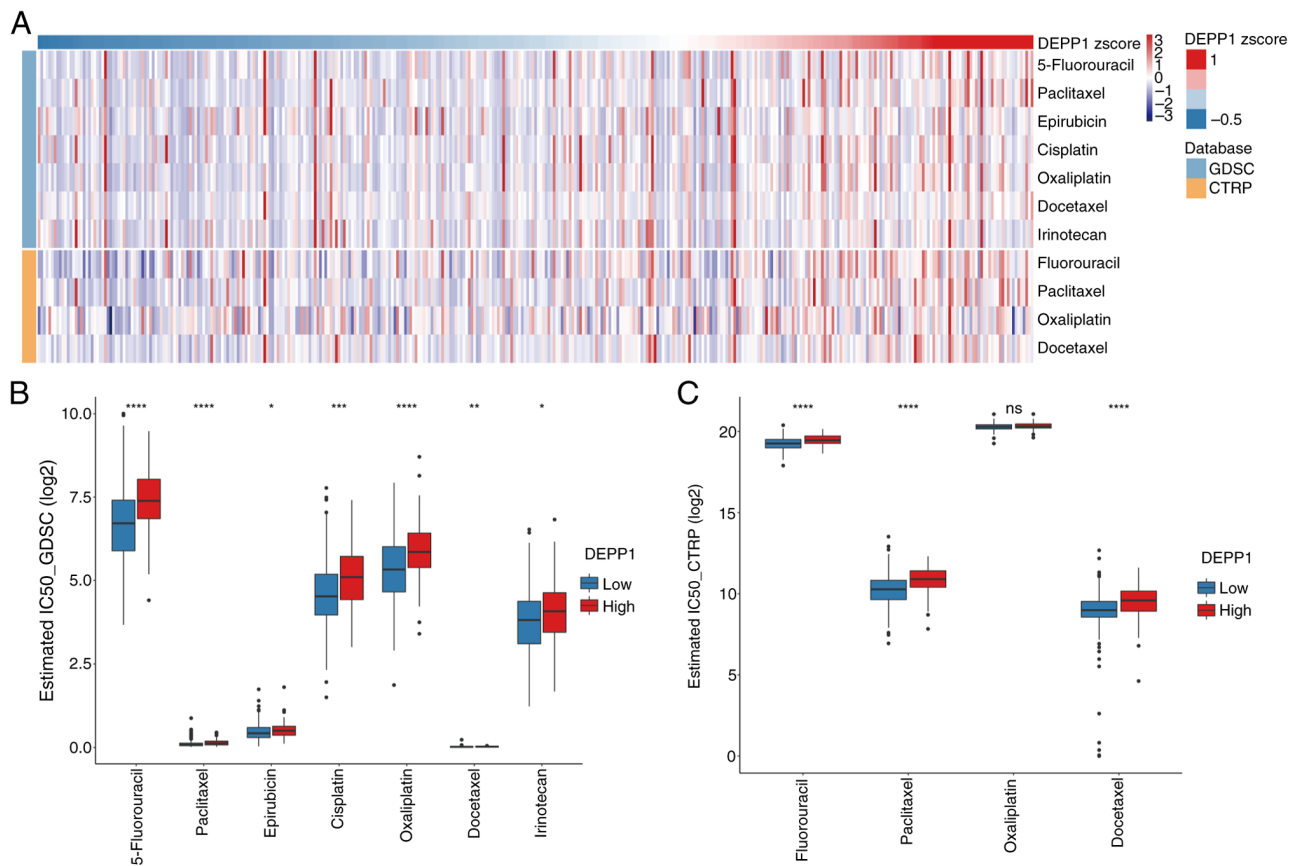 A
DEPP1 zscore
5-Fluorouracil
Paclitaxel
Epirubicin
Cisplatin
Oxaliplatin
Docetaxel
Irinotecan
Fluorouracil
Paclitaxel
Oxaliplatin
Docetaxel
3
2
1
0
−1
−2
−3
DEPP1 zscore
1
−0.5
Database
GDSC
CTRP
B
Estimated IC50_GDSC (log2)
10.0
7.5
5.0
2.5
0.0
****
****
*
***
****
**
*
5-Fluorouracil
Paclitaxel
Epirubicin
Cisplatin
Oxaliplatin
Docetaxel
Irinotecan
DEPP1
Low
High
C
Estimated IC50_CTRP (log2)
20
15
10
5
0
****
****
ns
****
Fluorouracil
Paclitaxel
Oxaliplatin
Docetaxel
DEPP1
Low
High